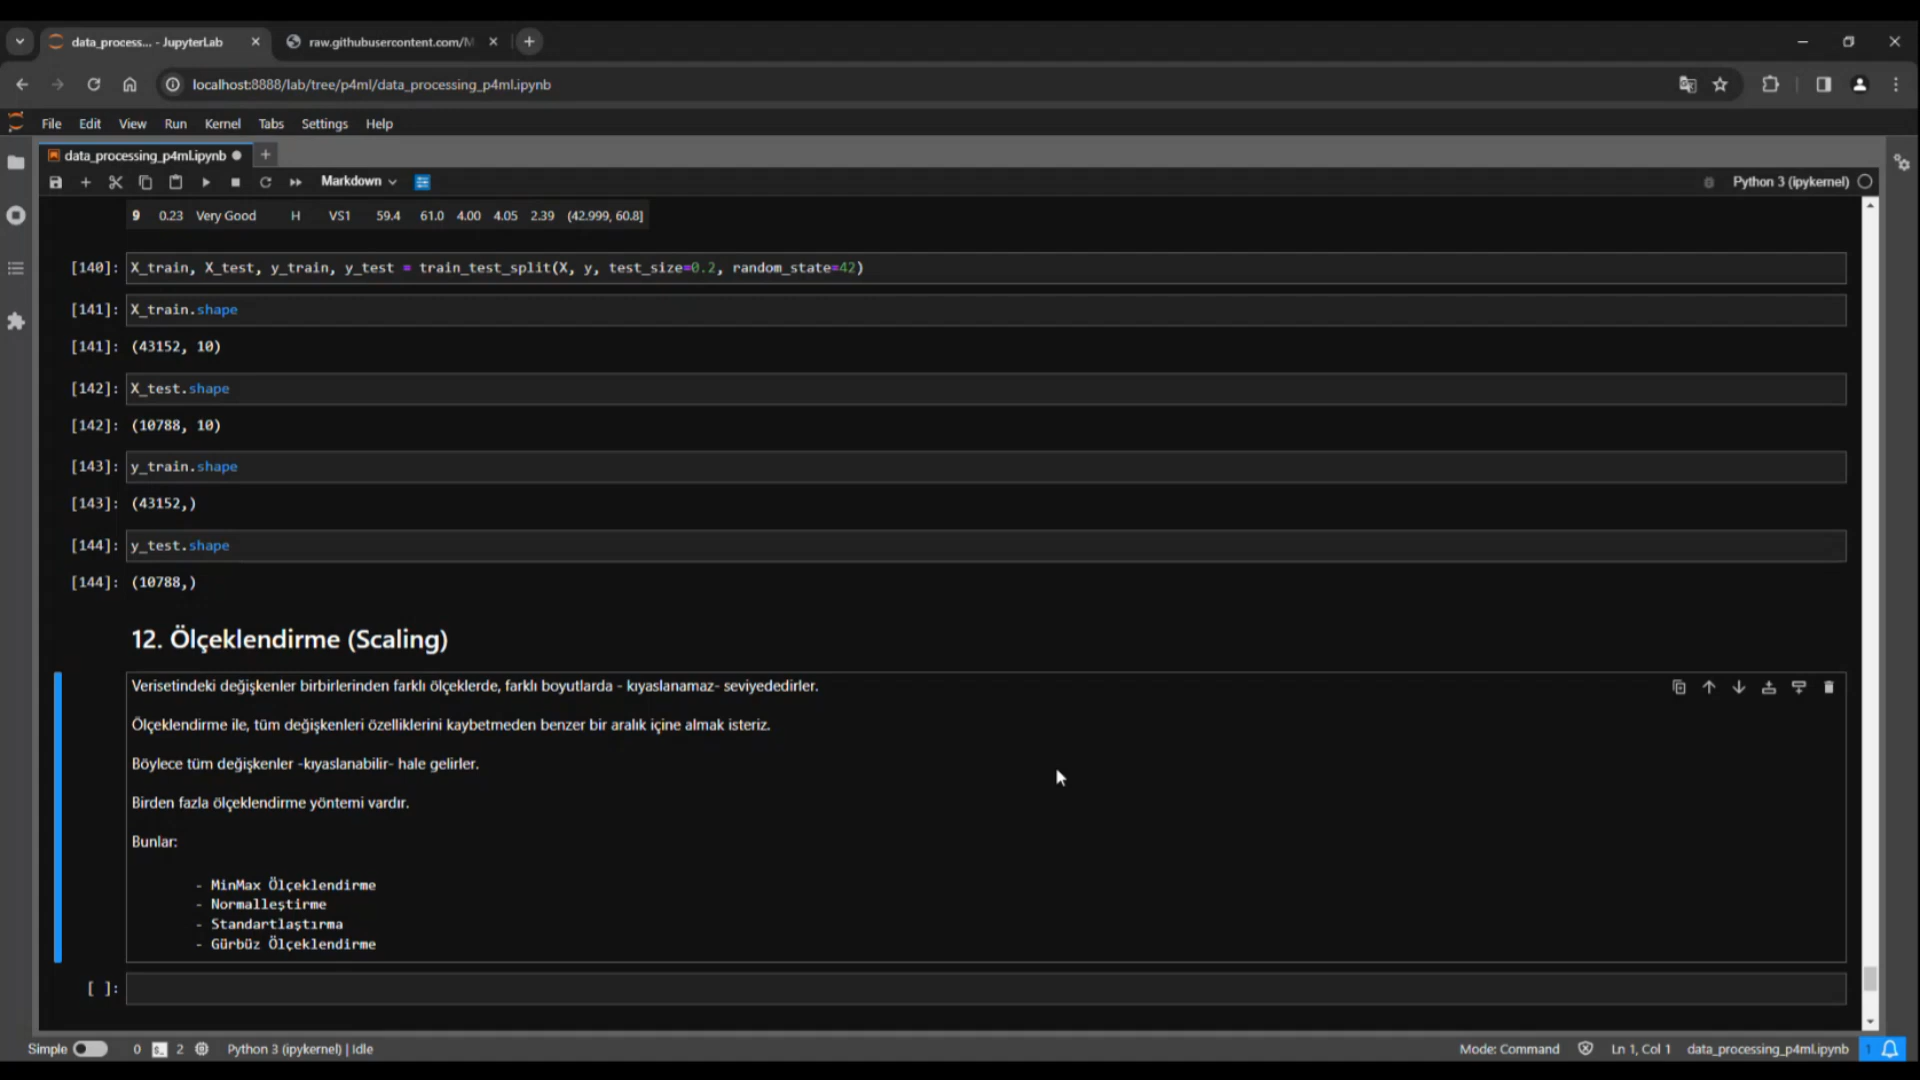 data_process... - JupyterLab
raw.githubusercontent.com/M
localhost:8888/lab/tree/p4ml/data_processing_p4ml.ipynb
File Edit View Run Kernel Tabs Settings Help
data_processing_p4ml.ipynb
Markdown
Python 3 (ipykernel)
9 0.23 Very Good H VS1 59.4 61.0 4.00 4.05 2.39 (42.999, 60.8]
[140]: X_train, X_test, y_train, y_test = train_test_split(X, y, test_size=0.2, random_state=42)
[141]: X_train.shape
[141]: (43152, 10)
[142]: X_test.shape
[142]: (10788, 10)
[143]: y_train.shape
[143]: (43152,)
[144]: y_test.shape
[144]: (10788,)
12. Ölçeklendirme (Scaling)
Verisetindeki değişkenler birbirlerinden farklı ölçeklerde, farklı boyutlarda - kıyaslanamaz- seviyededirler.
Ölçeklendirme ile, tüm değişkenleri özelliklerini kaybetmeden benzer bir aralık içine almak isteriz.
Böylece tüm değişkenler -kıyaslanabilir- hale gelirler.
Birden fazla ölçeklendirme yöntemi vardır.
Bunlar:
- MinMax Ölçeklendirme
- Normalleştirme
- Standartlaştırma
- Gürbüz Ölçeklendirme
[ ]:
Simple 0 2 Python 3 (ipykernel) | Idle
Mode: Command Ln 1, Col 1 data_processing_p4ml.ipynb 1